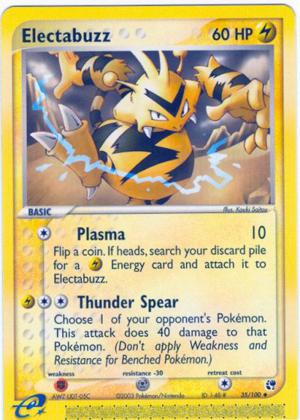 Electabuzz 60 HP
BASIC
Illus. Kouki Saitou
Plasma 10
Flip a coin. If heads, search your discard pile
for a Energy card and attach it to
Electabuzz.
Thunder Spear
Choose 1 of your opponent's Pokémon.
This attack does 40 damage to that
Pokémon. (Don't apply Weakness and
Resistance for Benched Pokémon.)
weakness resistance -30 retreat cost
e
©2003 Pokémon/Nintendo
35/100